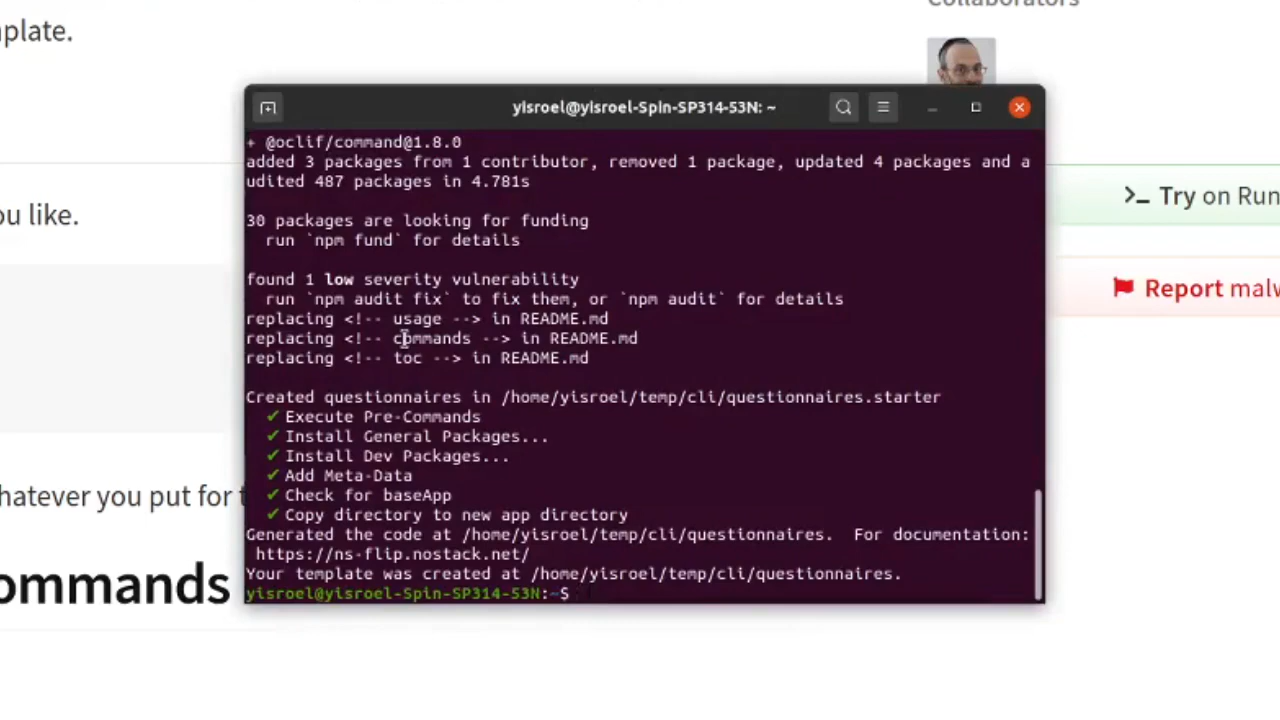 Collaborators
plate.
yisroel@yisroel-Spin-SP314-53N: ~
+ @oclif/command@1.8.0
added 3 packages from 1 contributor, removed 1 package, updated 4 packages and a
udited 487 packages in 4.781s
ou like.
>_ Try on Run
30 packages are looking for funding
run `npm fund` for details
found 1 low severity vulnerability
run `npm audit fix` to fix them, or `npm audit` for details
Report malw
replacing <!-- usage --> in README.md
replacing <!-- commands --> in README.md
replacing <!-- toc --> in README.md
Created questionnaires in /home/yisroel/temp/cli/questionnaires.starter
✔ Execute Pre-Commands
✔ Install General Packages...
✔ Install Dev Packages...
✔ Add Meta-Data
✔ Check for baseApp
hatever you put for t
✔ Copy directory to new app directory
Generated the code at /home/yisroel/temp/cli/questionnaires.  For documentation:
https://ns-flip.nostack.net/
Your template was created at /home/yisroel/temp/cli/questionnaires.
ommands
yisroel@yisroel-Spin-SP314-53N:~$